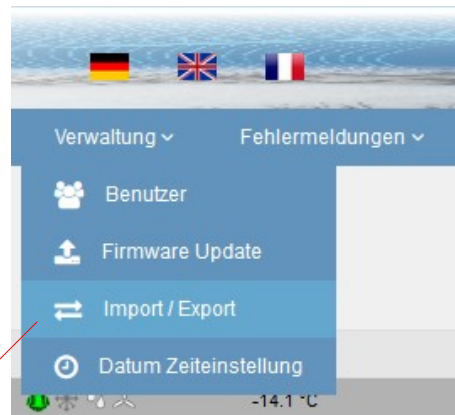 Verwaltung Fehlermeldungen
Benutzer
Firmware Update
Import / Export
Datum Zeiteinstellung
-14.1 °C